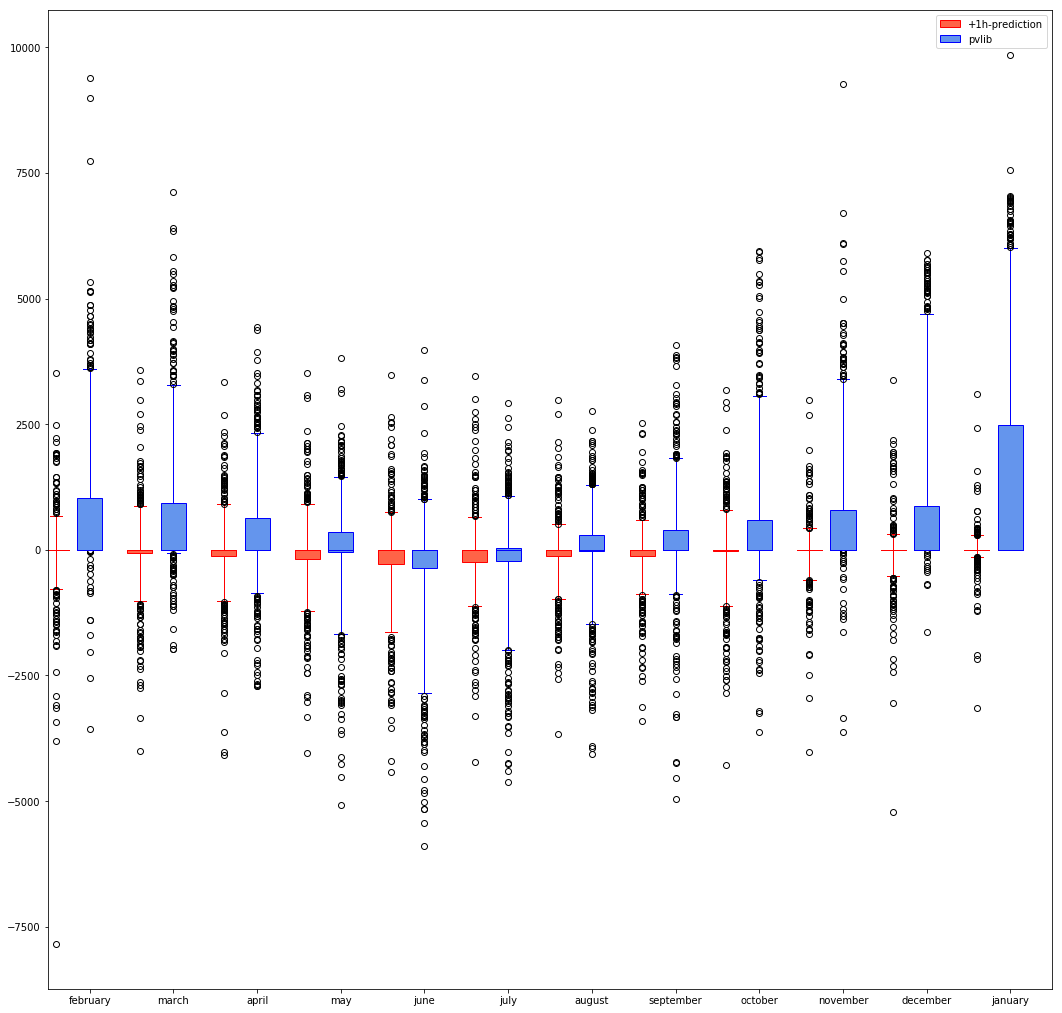 +1h-prediction
pvlib
10000
7500
5000
2500
0
−2500
−5000
−7500
february march april may june july august september october november december january